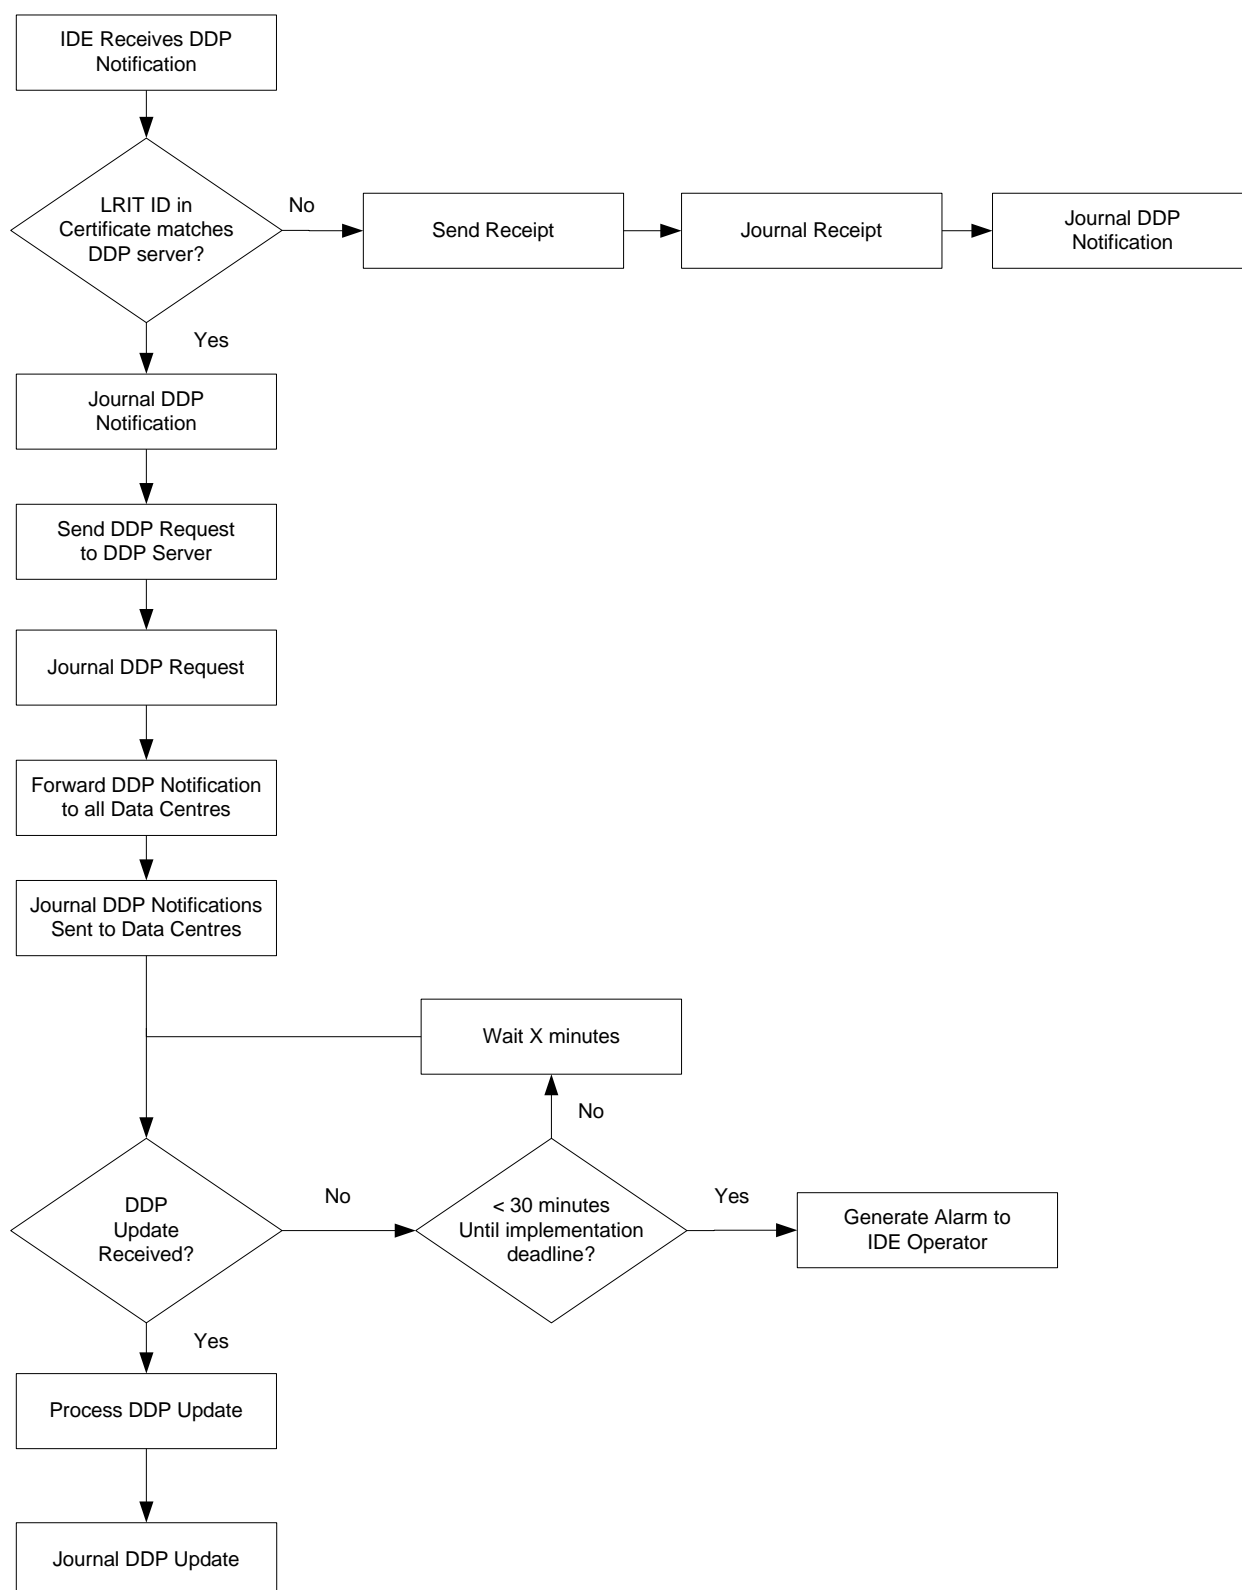 IDE Receives DDP
Notification
LRIT ID in
Certificate matches
DDP server?
No
Send Receipt
Journal Receipt
Journal DDP
Notification
Yes
Journal DDP
Notification
Send DDP Request
to DDP Server
Journal DDP Request
Forward DDP Notification
to all Data Centres
Journal DDP Notifications
Sent to Data Centres
Wait X minutes
No
DDP
Update
Received?
No
< 30 minutes
Until implementation
deadline?
Yes
Generate Alarm to
IDE Operator
Yes
Process DDP Update
Journal DDP Update